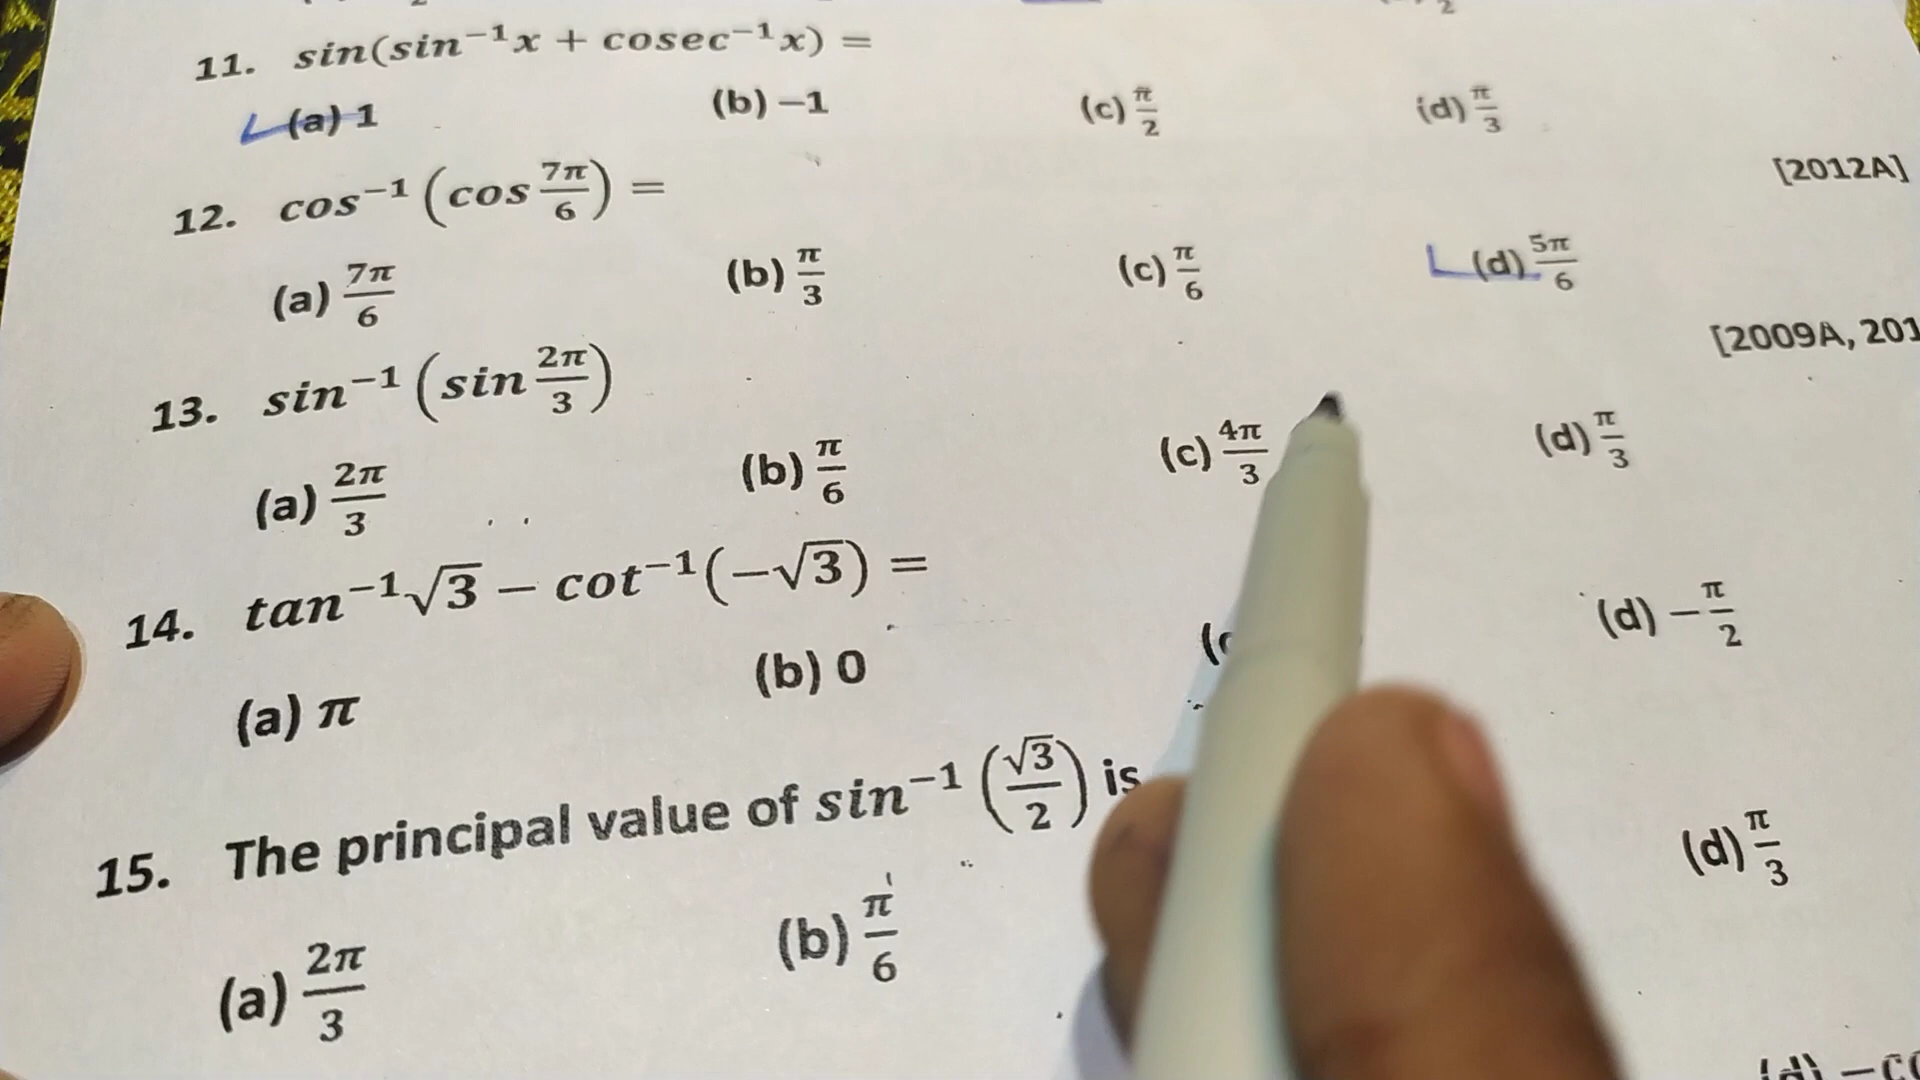 11. sin(sin⁻¹x + cosec⁻¹x) =
(a) 1 (b) −1 (c) π/2 (d) π/3
[2012A]
12. cos⁻¹(cos 7π/6) =
(a) 7π/6 (b) π/3 (c) π/6 (d) 5π/6
[2009A, 201
13. sin⁻¹(sin 2π/3)
(a) 2π/3 (b) π/6 (c) 4π/3 (d) π/3
14. tan⁻¹√3 − cot⁻¹(−√3) =
(a) π (b) 0 (d) −π/2
15. The principal value of sin⁻¹(√3/2) is
(a) 2π/3 (b) π/6 (d) π/3